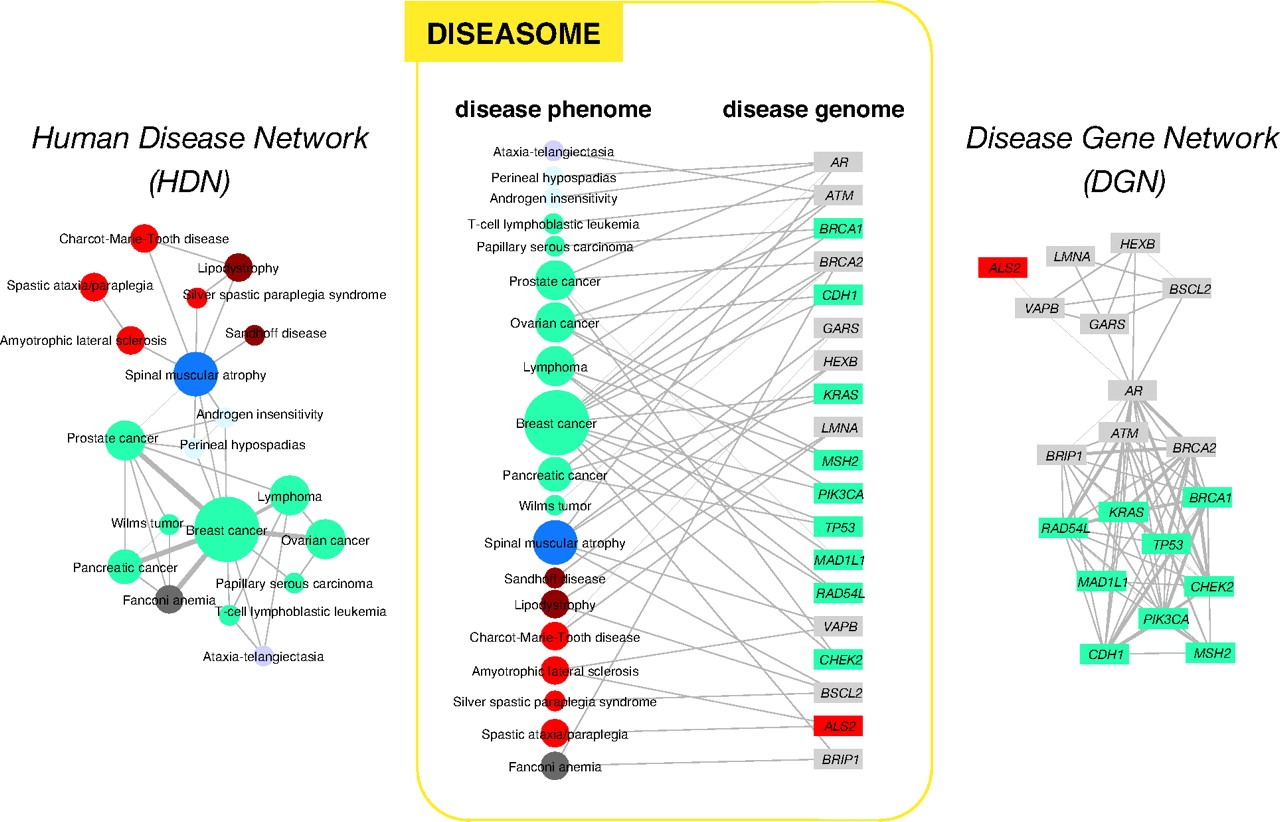 DISEASOME
Human Disease Network
(HDN)
Charcot-Marie-Tooth disease
Lipodystrophy
Spastic ataxia/paraplegia
Silver spastic paraplegia syndrome
Sandhoff disease
Amyotrophic lateral sclerosis
Spinal muscular atrophy
Androgen insensitivity
Prostate cancer
Perineal hypospadias
Lymphoma
Wilms tumor
Breast cancer
Ovarian cancer
Pancreatic cancer
Papillary serous carcinoma
Fanconi anemia
T-cell lymphoblastic leukemia
Ataxia-telangiectasia
disease phenome
Ataxia-telangiectasia
Perineal hypospadias
Androgen insensitivity
T-cell lymphoblastic leukemia
Papillary serous carcinoma
Prostate cancer
Ovarian cancer
Lymphoma
Breast cancer
Pancreatic cancer
Wilms tumor
Spinal muscular atrophy
Sandhoff disease
Lipodystrophy
Charcot-Marie-Tooth disease
Amyotrophic lateral sclerosis
Silver spastic paraplegia syndrome
Spastic ataxia/paraplegia
Fanconi anemia
disease genome
AR
ATM
BRCA1
BRCA2
CDH1
GARS
HEXB
KRAS
LMNA
MSH2
PIK3CA
TP53
MAD1L1
RAD54L
VAPB
CHEK2
BSCL2
ALS2
BRIP1
Disease Gene Network
(DGN)
HEXB
LMNA
ALS2
BSCL2
VAPB
GARS
AR
ATM
BRCA2
BRIP1
BRCA1
KRAS
RAD54L
TP53
MAD1L1
CHEK2
PIK3CA
CDH1
MSH2